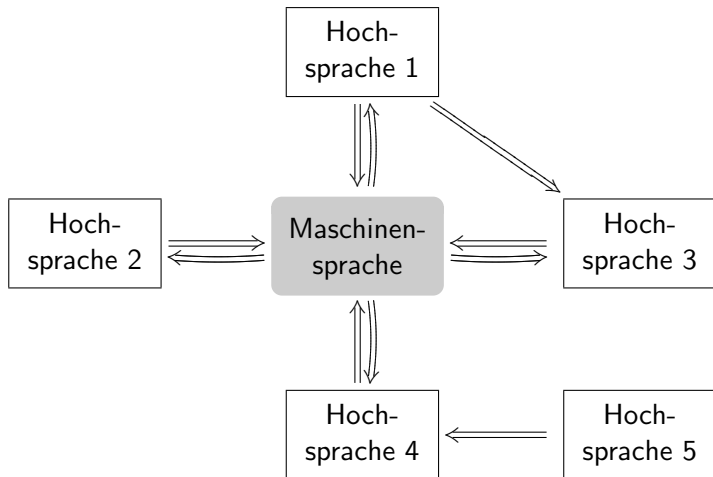 Hoch-
sprache 1
Hoch-
sprache 2
Maschinen-
sprache
Hoch-
sprache 3
Hoch-
sprache 4
Hoch-
sprache 5